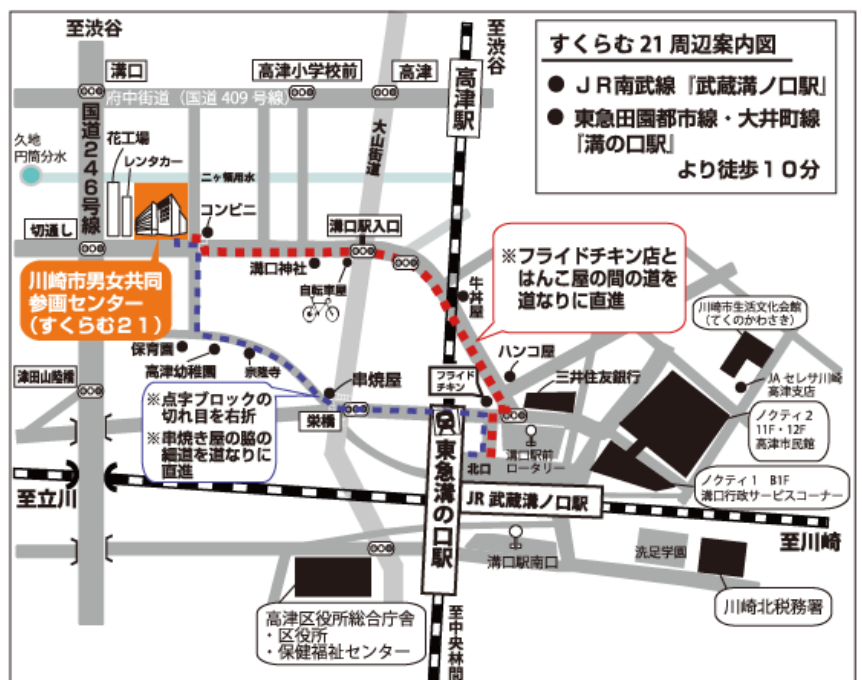 至渋谷
溝口
高津小学校前
高津
至渋谷
高津駅
すくらむ21周辺案内図
● JR南武線『武蔵溝ノ口駅』
● 東急田園都市線・大井町線
『溝の口駅』
より徒歩10分
府中街道（国道409号線）
国道246号線
大山街道
久地
円筒分水
花工場
レンタカー
二ヶ領用水
コンビニ
切通し
溝口駅入口
溝口神社
自転車屋
川崎市男女共同
参画センター
（すくらむ21）
※フライドチキン店と
はんこ屋の間の道を
道なりに直進
牛丼屋
川崎市生活文化会館
（てくのかわさき）
保育園
高津幼稚園
宗隆寺
ハンコ屋
フライド
チキン
三井住友銀行
JAセレサ川崎
高津支店
津田山陸橋
串焼屋
※点字ブロックの
切れ目を右折
※串焼き屋の脇の
細道を道なりに
直進
栄橋
ノクティ2
11F・12F
高津市民館
溝口駅前
ロータリー
北口
東急溝の口駅
ノクティ1 B1F
溝口行政サービスコーナー
至立川
JR武蔵溝ノ口駅
至川崎
溝口駅南口
洗足学園
川崎北税務署
高津区役所総合庁舎
・区役所
・保健福祉センター
至中央林間